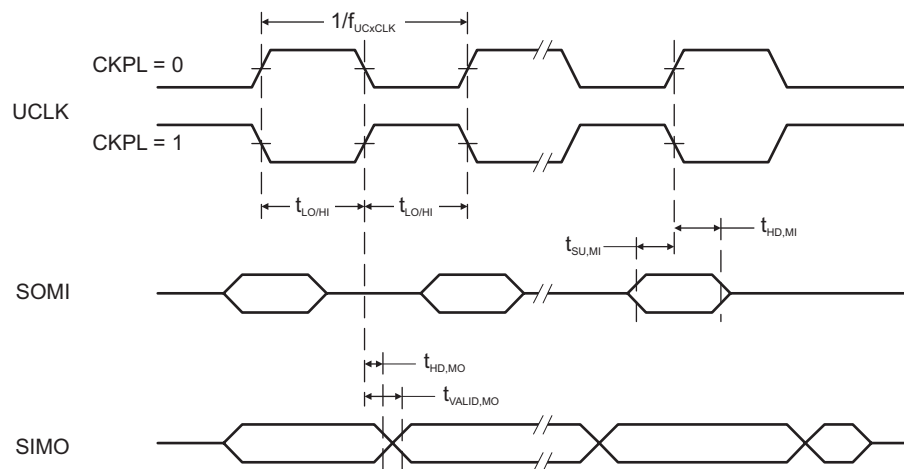 1/fUCxCLK
CKPL = 0
UCLK
CKPL = 1
tLO/HI
tLO/HI
tHD,MI
tSU,MI
SOMI
tHD,MO
tVALID,MO
SIMO